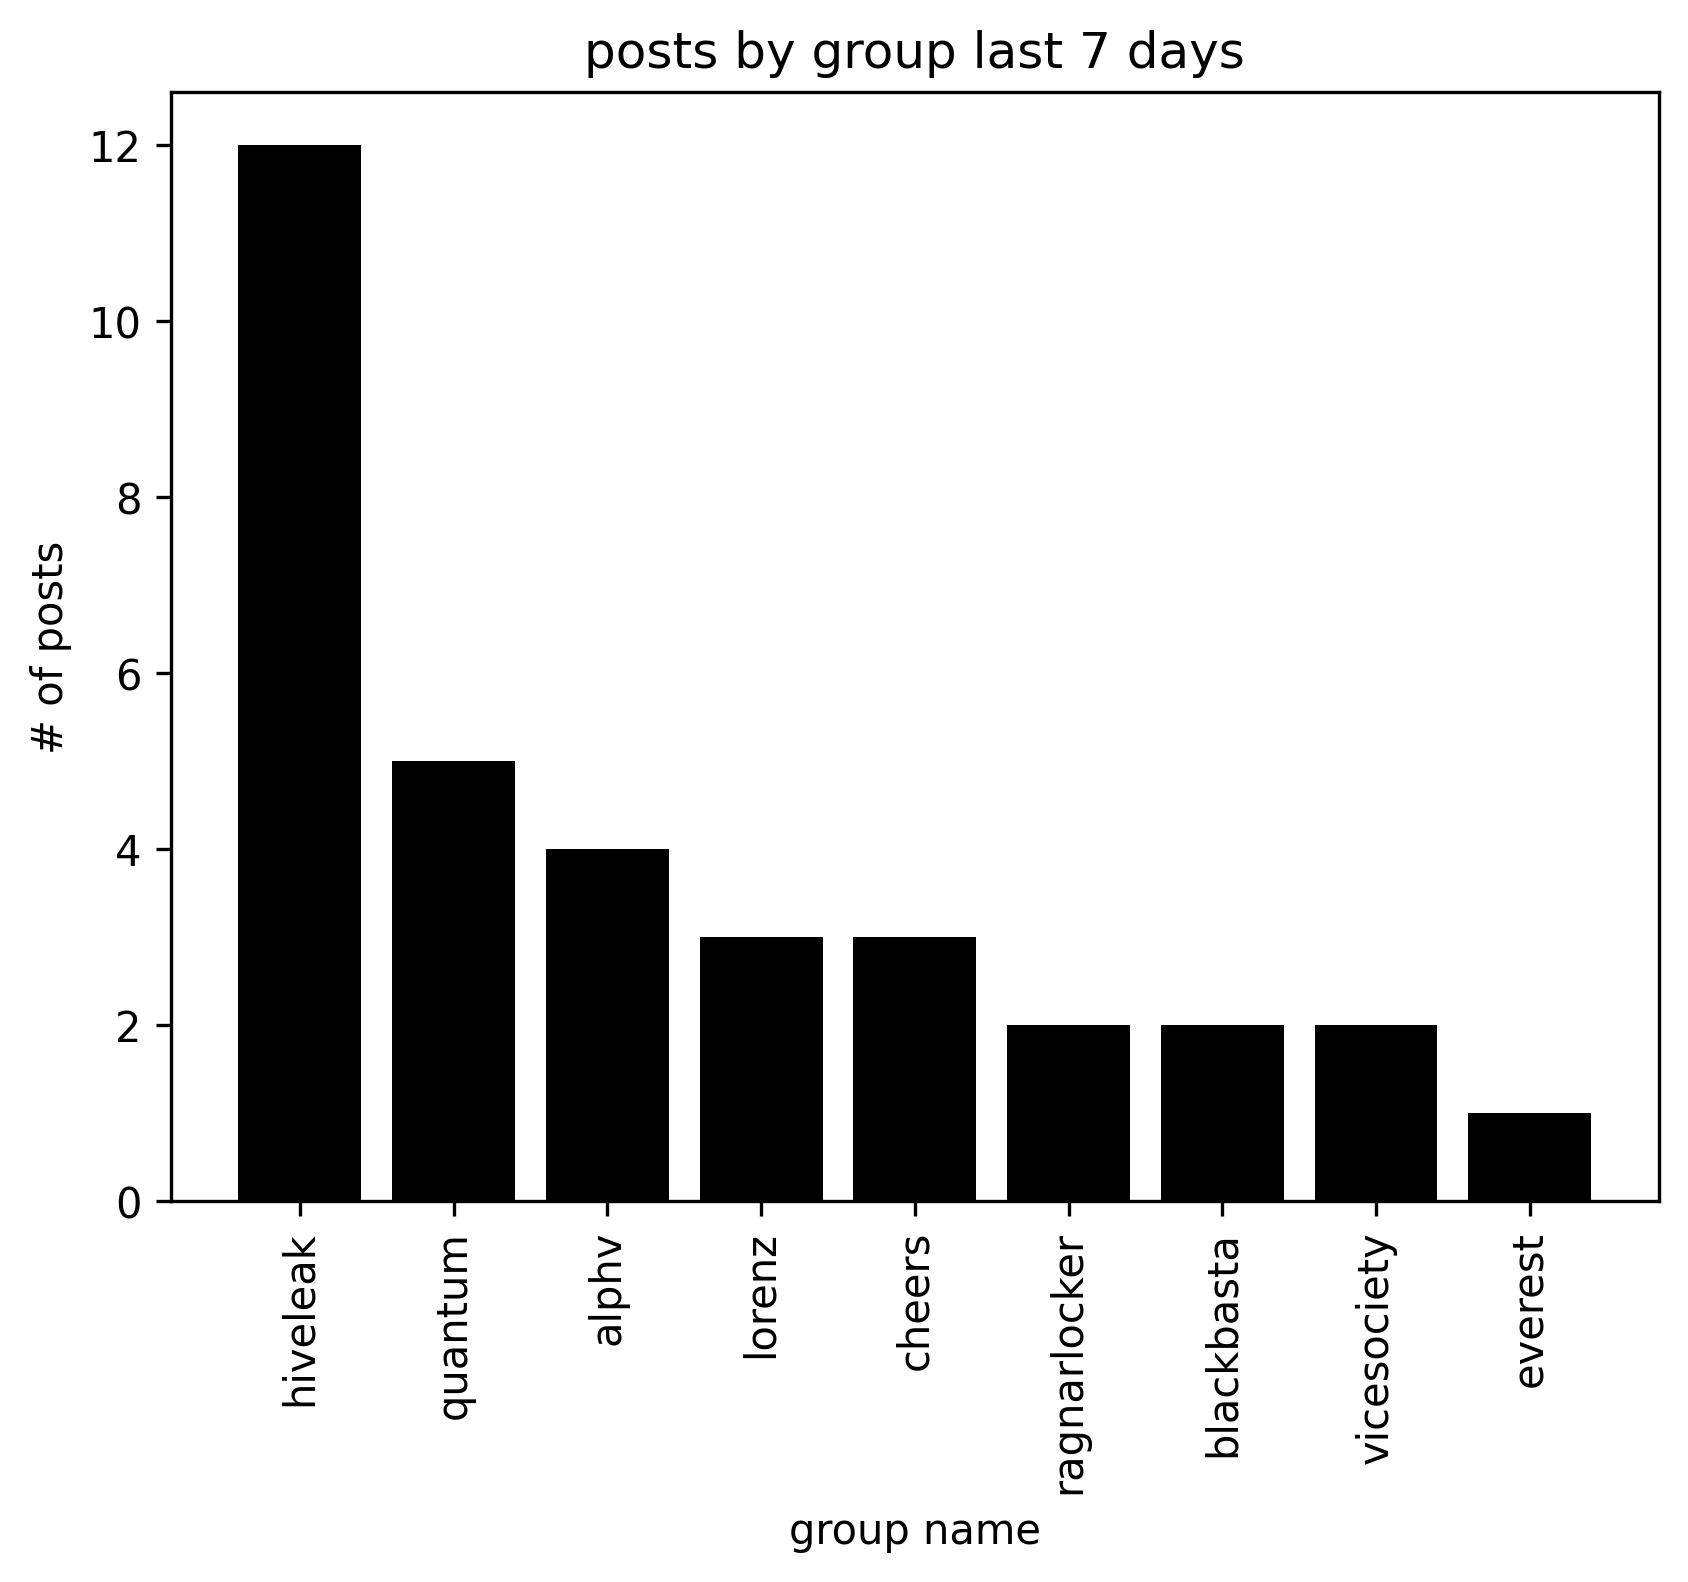 posts by group last 7 days
12
10
8
6
4
2
0
# of posts
hiveleak
quantum
alphv
lorenz
cheers
ragnarlocker
blackbasta
vicesociety
everest
group name